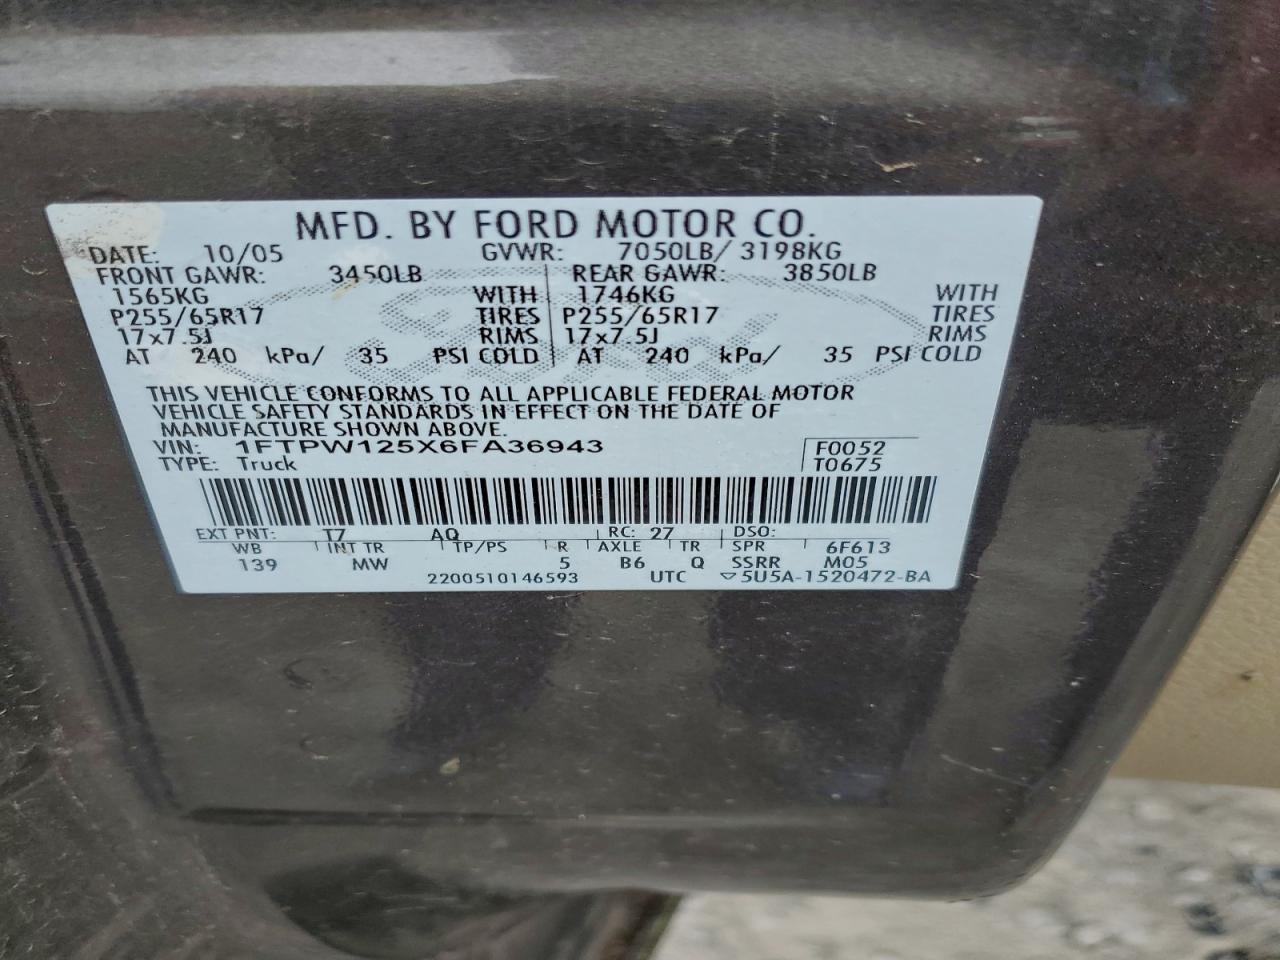 MFD. BY FORD MOTOR CO.
DATE: 10/05 GVWR: 7050LB/ 3198KG
FRONT GAWR: 3450LB REAR GAWR: 3850LB
1565KG WITH 1746KG WITH
P255/65R17 TIRES P255/65R17 TIRES
17x7.5J RIMS 17x7.5J RIMS
AT 240 kPa/ 35 PSI COLD AT 240 kPa/ 35 PSI COLD
THIS VEHICLE CONFORMS TO ALL APPLICABLE FEDERAL MOTOR
VEHICLE SAFETY STANDARDS IN EFFECT ON THE DATE OF
MANUFACTURE SHOWN ABOVE.
VIN: 1FTPW125X6FA36943 F0052
TYPE: Truck T0675
EXT PNT: T7 AQ RC: 27 DSO:
WB INT TR TP/PS R AXLE TR SPR 6F613
139 MW 5 B6 Q SSRR M05
2200510146593 UTC ▽5U5A-1520472-BA